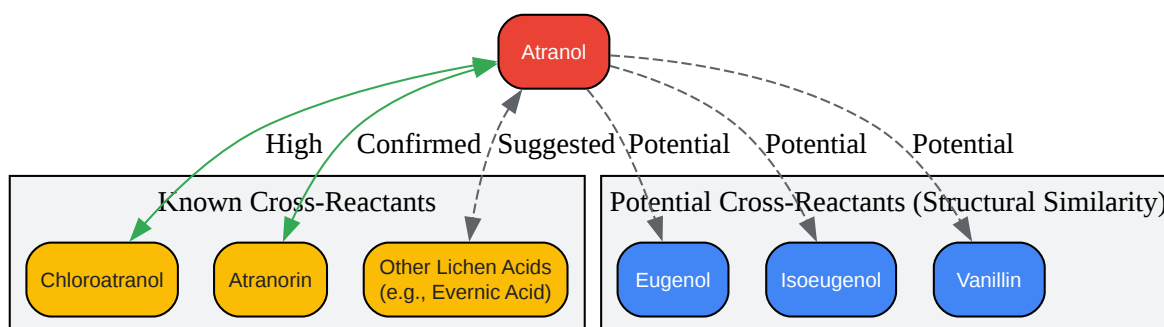 Atranol
High
Confirmed
Suggested
Potential
Potential
Potential
Known Cross-Reactants
Potential Cross-Reactants (Structural Similarity)
Chloroatranol
Atranorin
Other Lichen Acids
(e.g., Evernic Acid)
Eugenol
Isoeugenol
Vanillin